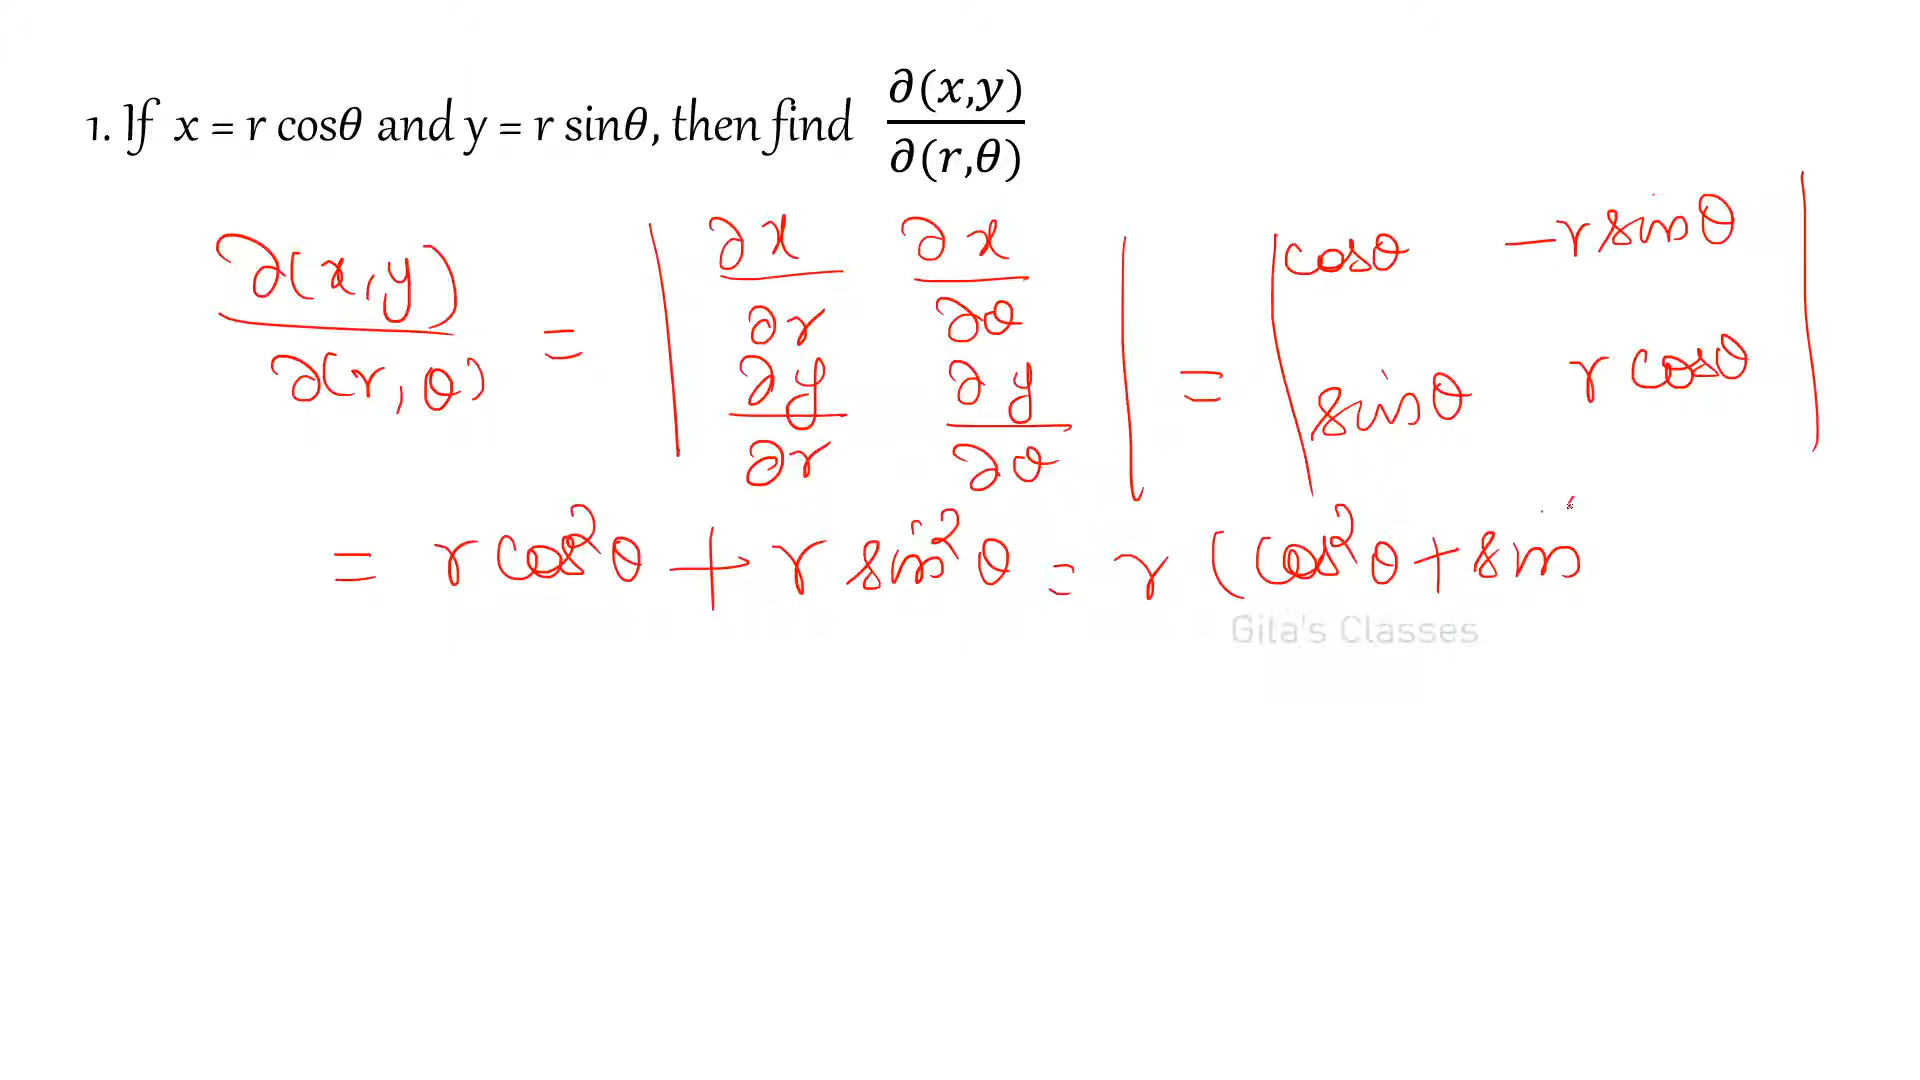 1. If x = r cosθ and y = r sinθ, then find ∂(x,y)/∂(r,θ)
∂(x,y)/∂(r,θ) = | ∂x/∂r ∂x/∂θ ; ∂y/∂r ∂y/∂θ | = | cosθ −r sinθ ; sinθ r cosθ |
= r cos²θ + r sin²θ = r (cos²θ + sin
Gita's Classes